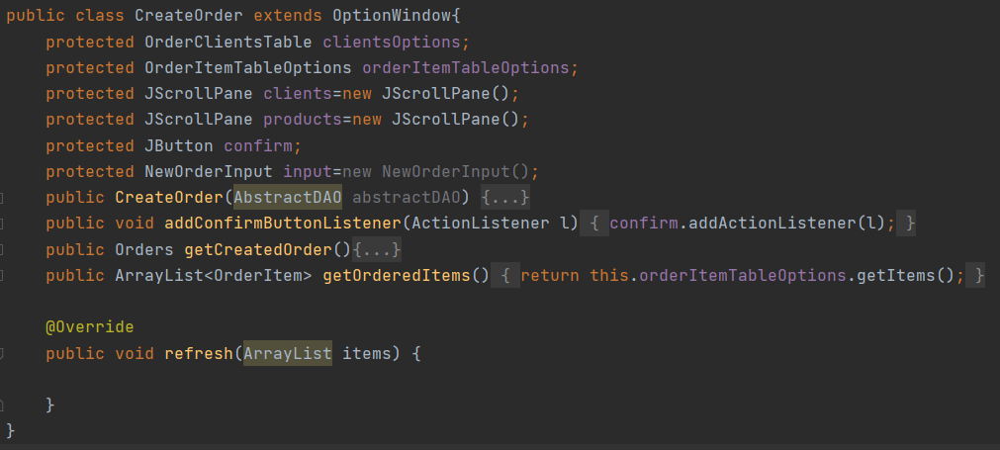 public class CreateOrder extends OptionWindow{
    protected OrderClientsTable clientsOptions;
    protected OrderItemTableOptions orderItemTableOptions;
    protected JScrollPane clients=new JScrollPane();
    protected JScrollPane products=new JScrollPane();
    protected JButton confirm;
    protected NewOrderInput input=new NewOrderInput();
    public CreateOrder(AbstractDAO abstractDAO) {...}
    public void addConfirmButtonListener(ActionListener l) { confirm.addActionListener(l); }
    public Orders getCreatedOrder(){...}
    public ArrayList<OrderItem> getOrderedItems() { return this.orderItemTableOptions.getItems(); }
    @Override
    public void refresh(ArrayList items) {
    }
}